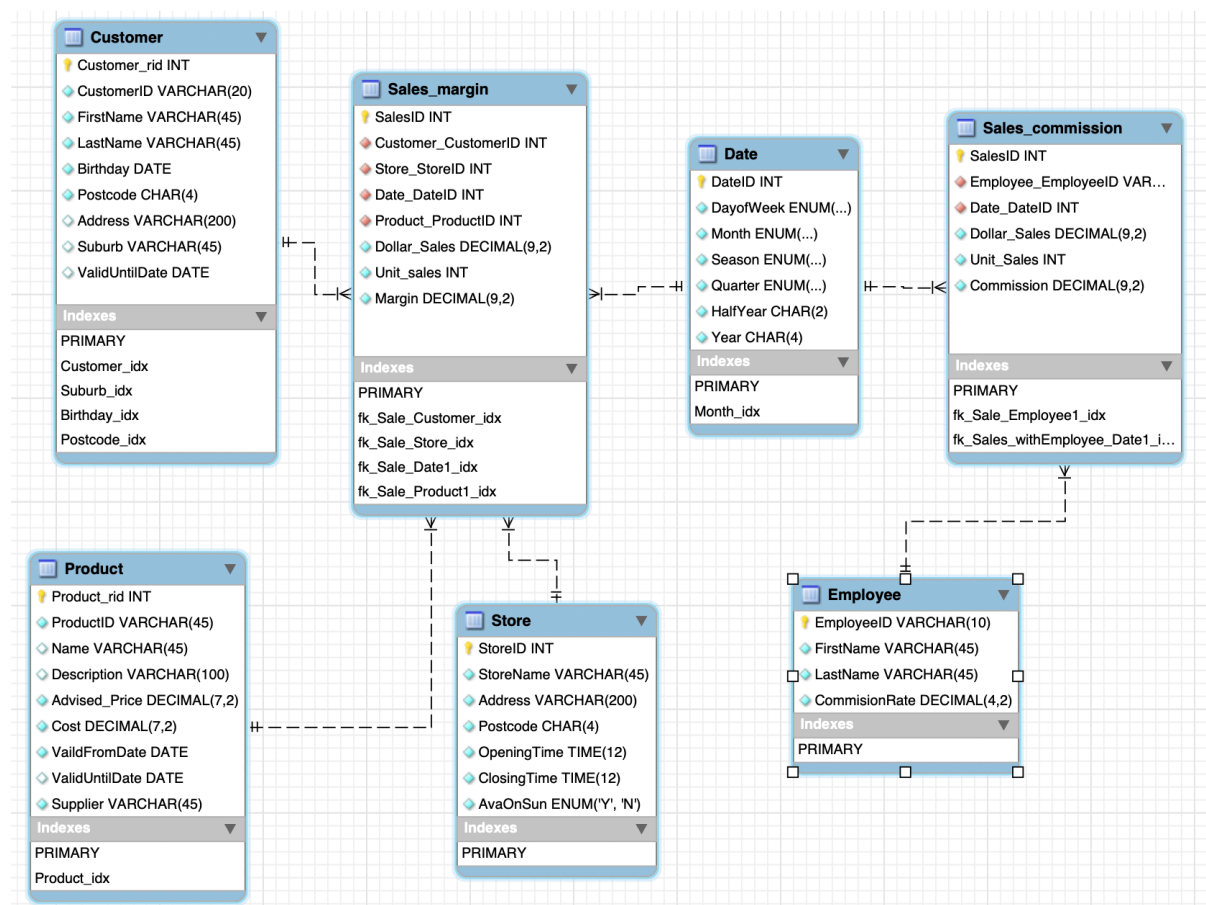 Customer
Customer_rid INT
CustomerID VARCHAR(20)
FirstName VARCHAR(45)
LastName VARCHAR(45)
Birthday DATE
Postcode CHAR(4)
Address VARCHAR(200)
Suburb VARCHAR(45)
ValidUntilDate DATE
Indexes
PRIMARY
Customer_idx
Suburb_idx
Birthday_idx
Postcode_idx
Sales_margin
SalesID INT
Customer_CustomerID INT
Store_StoreID INT
Date_DateID INT
Product_ProductID INT
Dollar_Sales DECIMAL(9,2)
Unit_sales INT
Margin DECIMAL(9,2)
Indexes
PRIMARY
fk_Sale_Customer_idx
fk_Sale_Store_idx
fk_Sale_Date1_idx
fk_Sale_Product1_idx
Date
DateID INT
DayofWeek ENUM(...)
Month ENUM(...)
Season ENUM(...)
Quarter ENUM(...)
HalfYear CHAR(2)
Year CHAR(4)
Indexes
PRIMARY
Month_idx
Sales_commission
SalesID INT
Employee_EmployeeID VAR...
Date_DateID INT
Dollar_Sales DECIMAL(9,2)
Unit_Sales INT
Commission DECIMAL(9,2)
Indexes
PRIMARY
fk_Sale_Employee1_idx
fk_Sales_withEmployee_Date1_i...
Product
Product_rid INT
ProductID VARCHAR(45)
Name VARCHAR(45)
Description VARCHAR(100)
Advised_Price DECIMAL(7,2)
Cost DECIMAL(7,2)
VaildFromDate DATE
ValidUntilDate DATE
Supplier VARCHAR(45)
Indexes
PRIMARY
Product_idx
Store
StoreID INT
StoreName VARCHAR(45)
Address VARCHAR(200)
Postcode CHAR(4)
OpeningTime TIME(12)
ClosingTime TIME(12)
AvaOnSun ENUM('Y', 'N')
Indexes
PRIMARY
Employee
EmployeeID VARCHAR(10)
FirstName VARCHAR(45)
LastName VARCHAR(45)
CommisionRate DECIMAL(4,2)
Indexes
PRIMARY